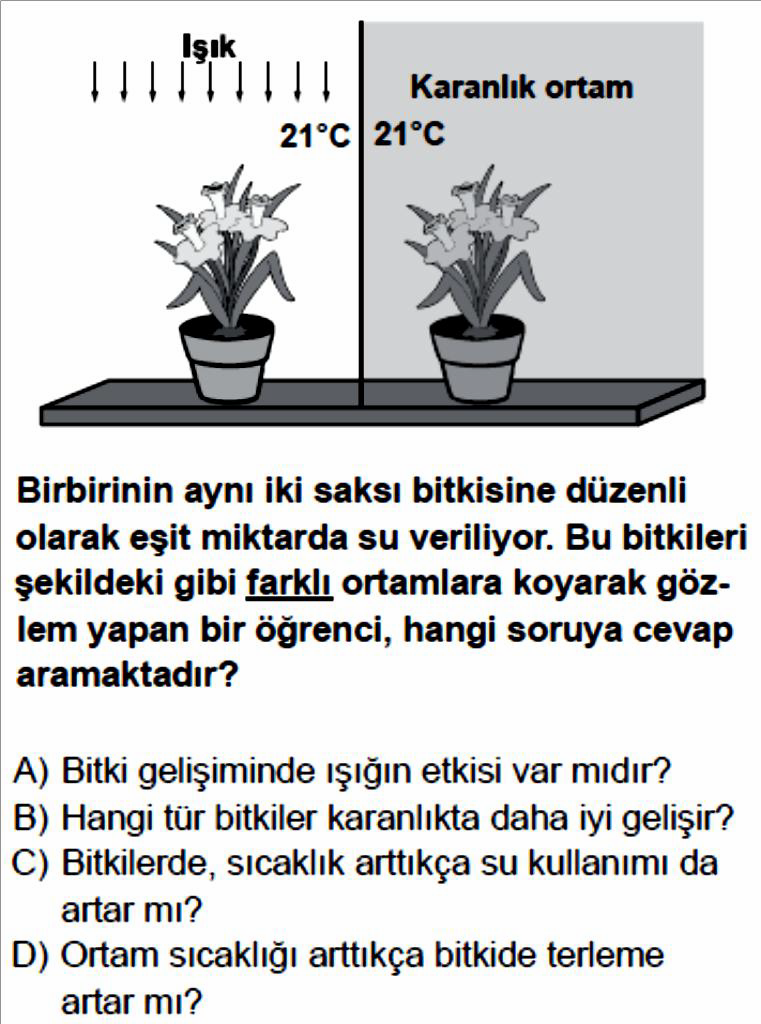 Işık
Karanlık ortam
21°C 21°C
Birbirinin aynı iki saksı bitkisine düzenli
olarak eşit miktarda su veriliyor. Bu bitkileri
şekildeki gibi farklı ortamlara koyarak göz-
lem yapan bir öğrenci, hangi soruya cevap
aramaktadır?
A) Bitki gelişiminde ışığın etkisi var mıdır?
B) Hangi tür bitkiler karanlıkta daha iyi gelişir?
C) Bitkilerde, sıcaklık arttıkça su kullanımı da
artar mı?
D) Ortam sıcaklığı arttıkça bitkide terleme
artar mı?